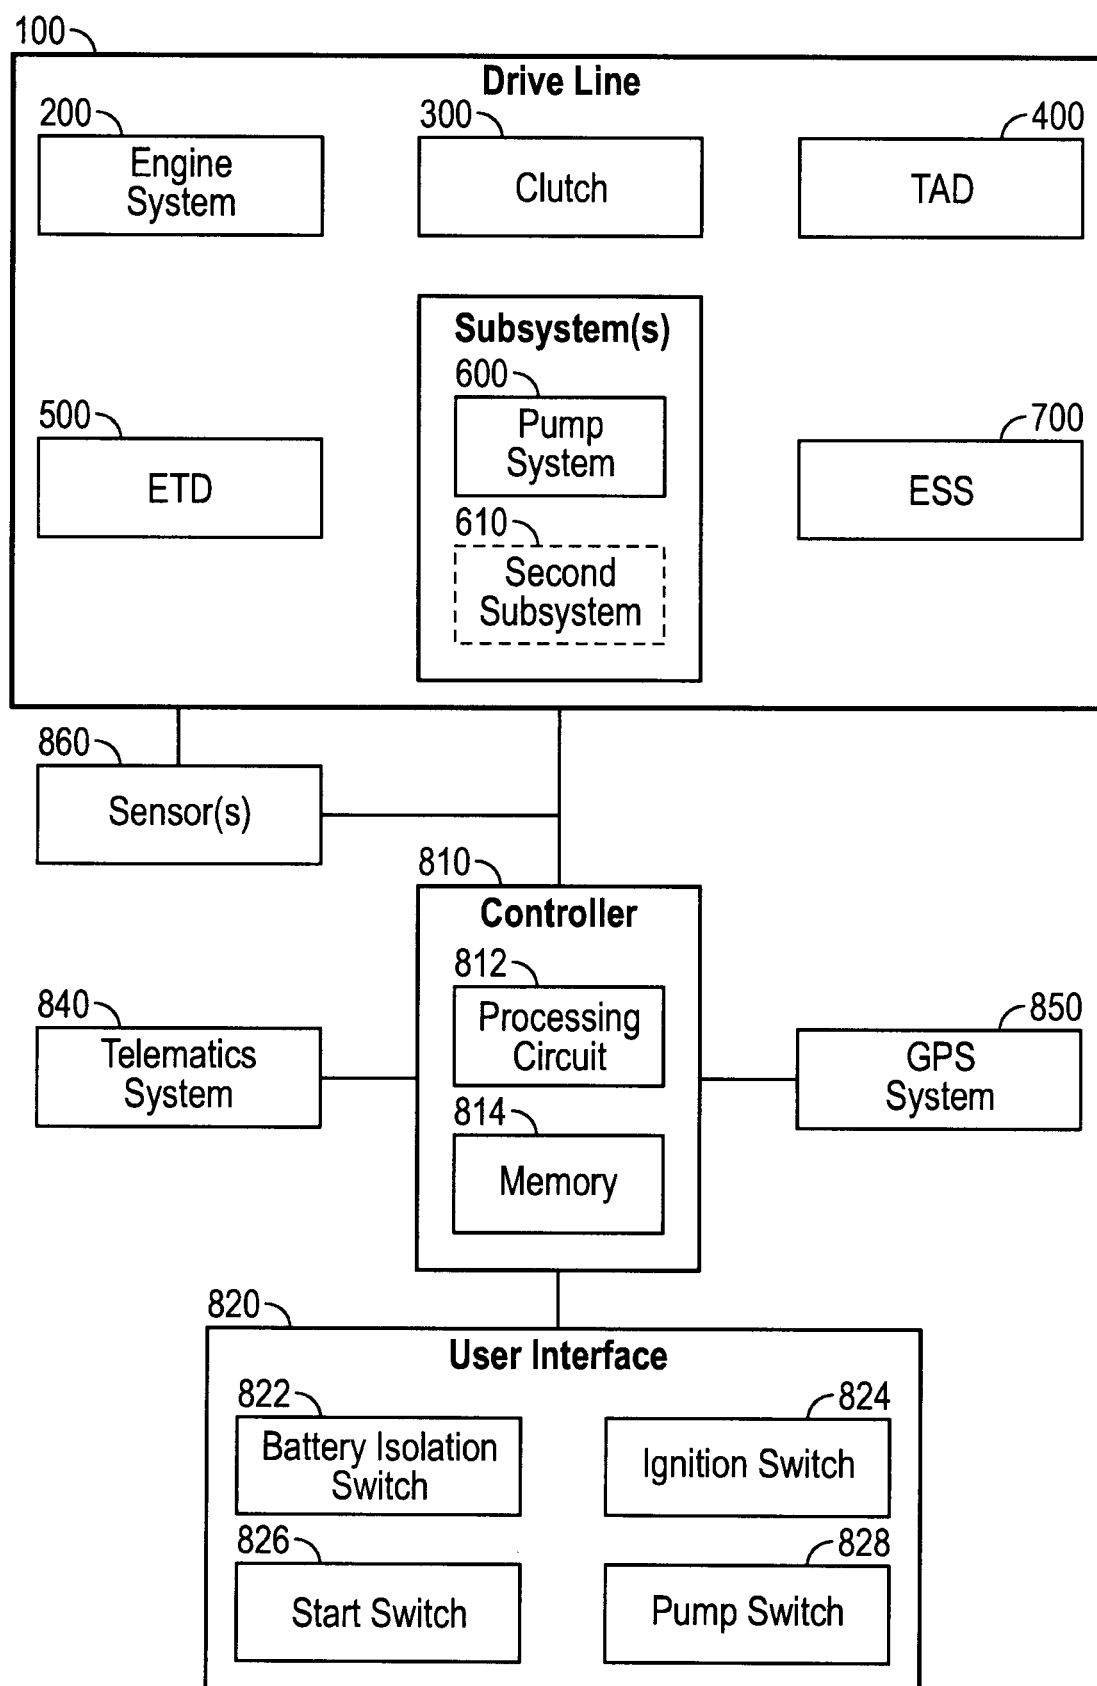 100
Drive Line
200
Engine
System
300
Clutch
400
TAD
500
ETD
Subsystem(s)
600
Pump
System
610
Second
Subsystem
700
ESS
860
Sensor(s)
810
Controller
812
Processing
Circuit
814
Memory
840
Telematics
System
850
GPS
System
820
User Interface
822
Battery Isolation
Switch
824
Ignition Switch
826
Start Switch
828
Pump Switch